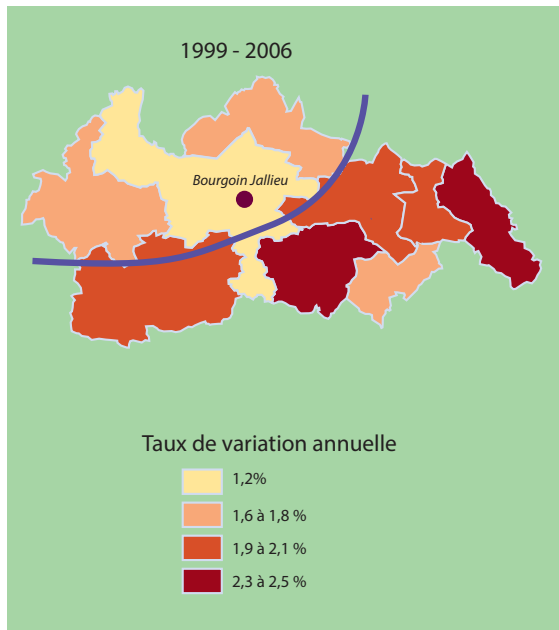 1999 - 2006
Bourgoin Jallieu
Taux de variation annuelle
1,2%
1,6 à 1,8 %
1,9 à 2,1 %
2,3 à 2,5 %